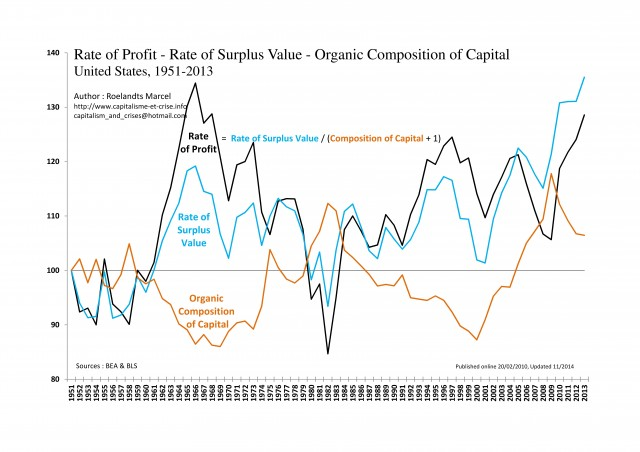 Rate of Profit - Rate of Surplus Value - Organic Composition of Capital
United States, 1951-2013
Author : Roelandts Marcel
http://www.capitalisme-et-crise.info
capitalism_and_crises@hotmail.com
Rate of Profit = Rate of Surplus Value / (Composition of Capital + 1)
Rate of
Surplus
Value
Organic
Composition
of Capital
140
130
120
110
100
90
80
Sources : BEA & BLS
Published online 20/02/2010, Updated 11/2014
1951 1952 1953 1954 1955 1956 1957 1958 1959 1960 1961 1962 1963 1964 1965 1966 1967 1968 1969 1970 1971 1972 1973 1974 1975 1976 1977 1978 1979 1980 1981 1982 1983 1984 1985 1986 1987 1988 1989 1990 1991 1992 1993 1994 1995 1996 1997 1998 1999 2000 2001 2002 2003 2004 2005 2006 2007 2008 2009 2010 2011 2012 2013